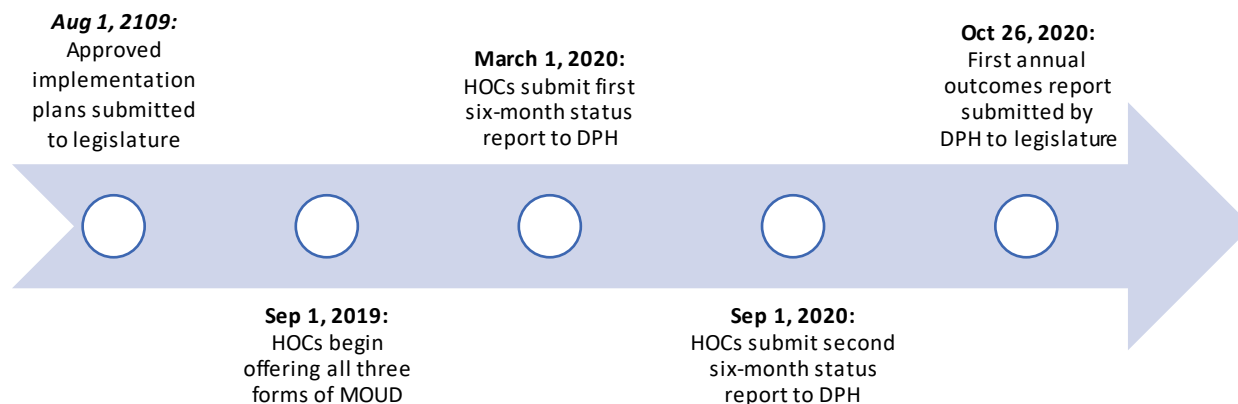 Aug 1, 2109:
Approved
implementation
plans submitted
to legislature
Sep 1, 2019:
HOCs begin
offering all three
forms of MOUD
March 1, 2020:
HOCs submit first
six-month status
report to DPH
Sep 1, 2020:
HOCs submit second
six-month status
report to DPH
Oct 26, 2020:
First annual
outcomes report
submitted by
DPH to legislature